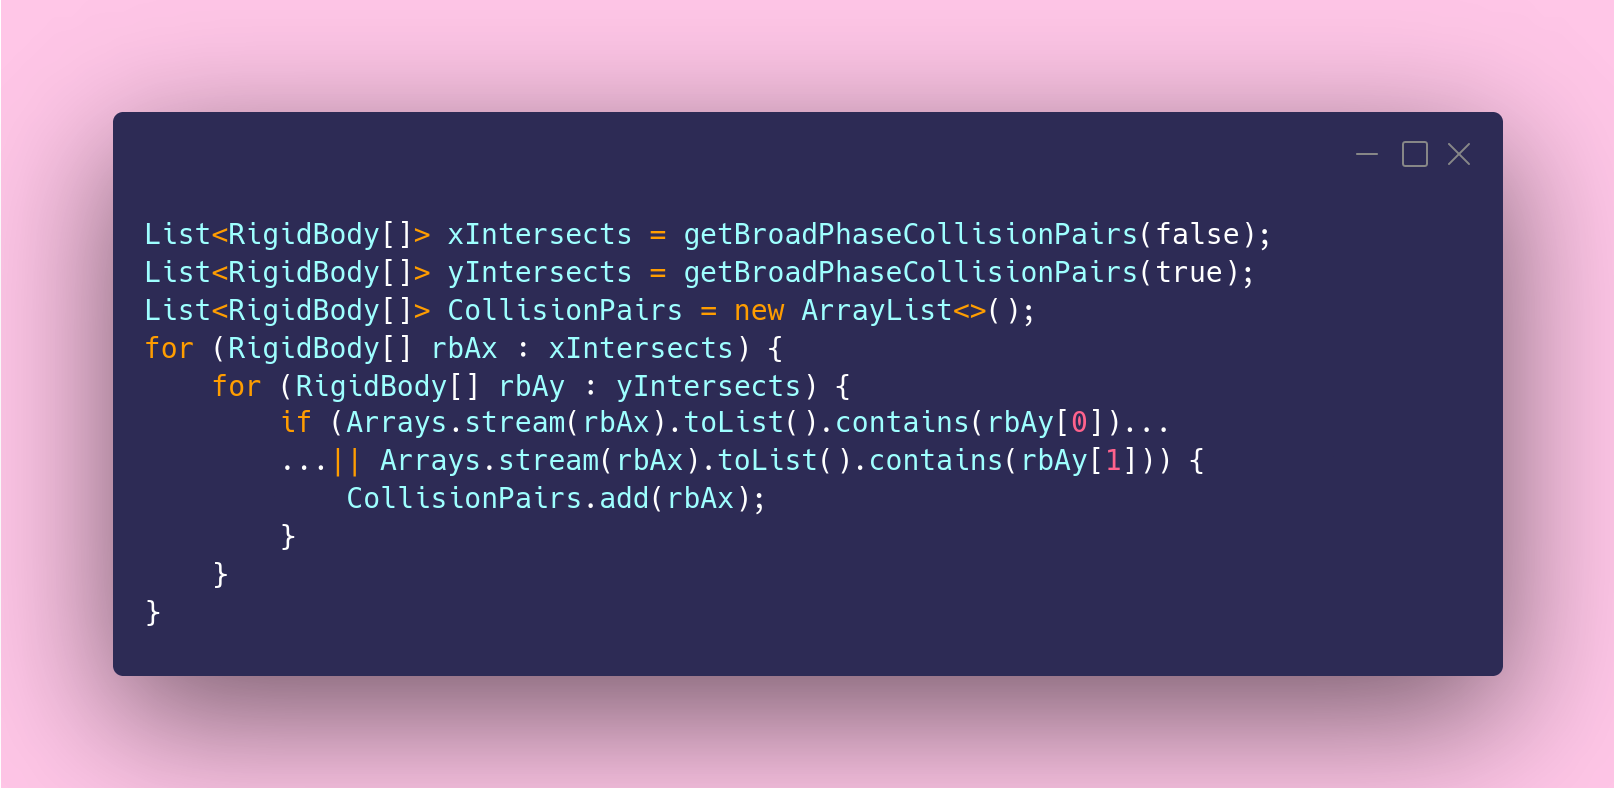 List<RigidBody[]> xIntersects = getBroadPhaseCollisionPairs(false);
List<RigidBody[]> yIntersects = getBroadPhaseCollisionPairs(true);
List<RigidBody[]> CollisionPairs = new ArrayList<>();
for (RigidBody[] rbAx : xIntersects) {
    for (RigidBody[] rbAy : yIntersects) {
        if (Arrays.stream(rbAx).toList().contains(rbAy[0])...
        ...|| Arrays.stream(rbAx).toList().contains(rbAy[1])) {
            CollisionPairs.add(rbAx);
        }
    }
}